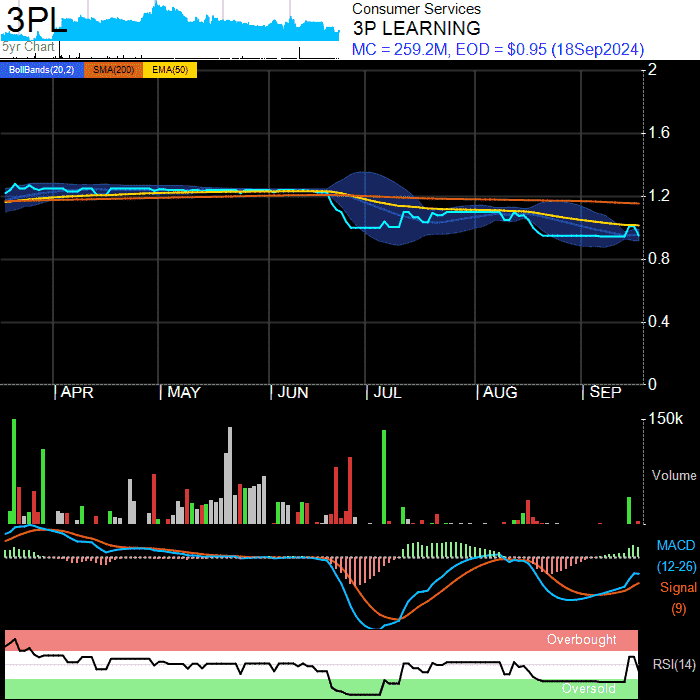 3PL
5yr Chart
Consumer Services
3P LEARNING
MC = 259.2M, EOD = $0.95 (18Sep2024)
BollBands(20,2) SMA(200) EMA(50)
2
1.6
1.2
0.8
0.4
0
APR MAY JUN JUL AUG SEP
150k
Volume
MACD
(12-26)
Signal
(9)
Overbought
RSI(14)
Oversold